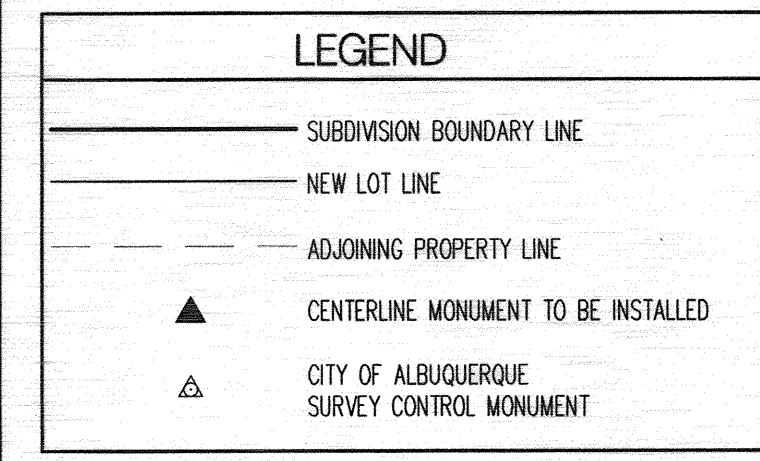 LEGEND
SUBDIVISION BOUNDARY LINE
NEW LOT LINE
ADJOINING PROPERTY LINE
CENTERLINE MONUMENT TO BE INSTALLED
CITY OF ALBUQUERQUE
SURVEY CONTROL MONUMENT